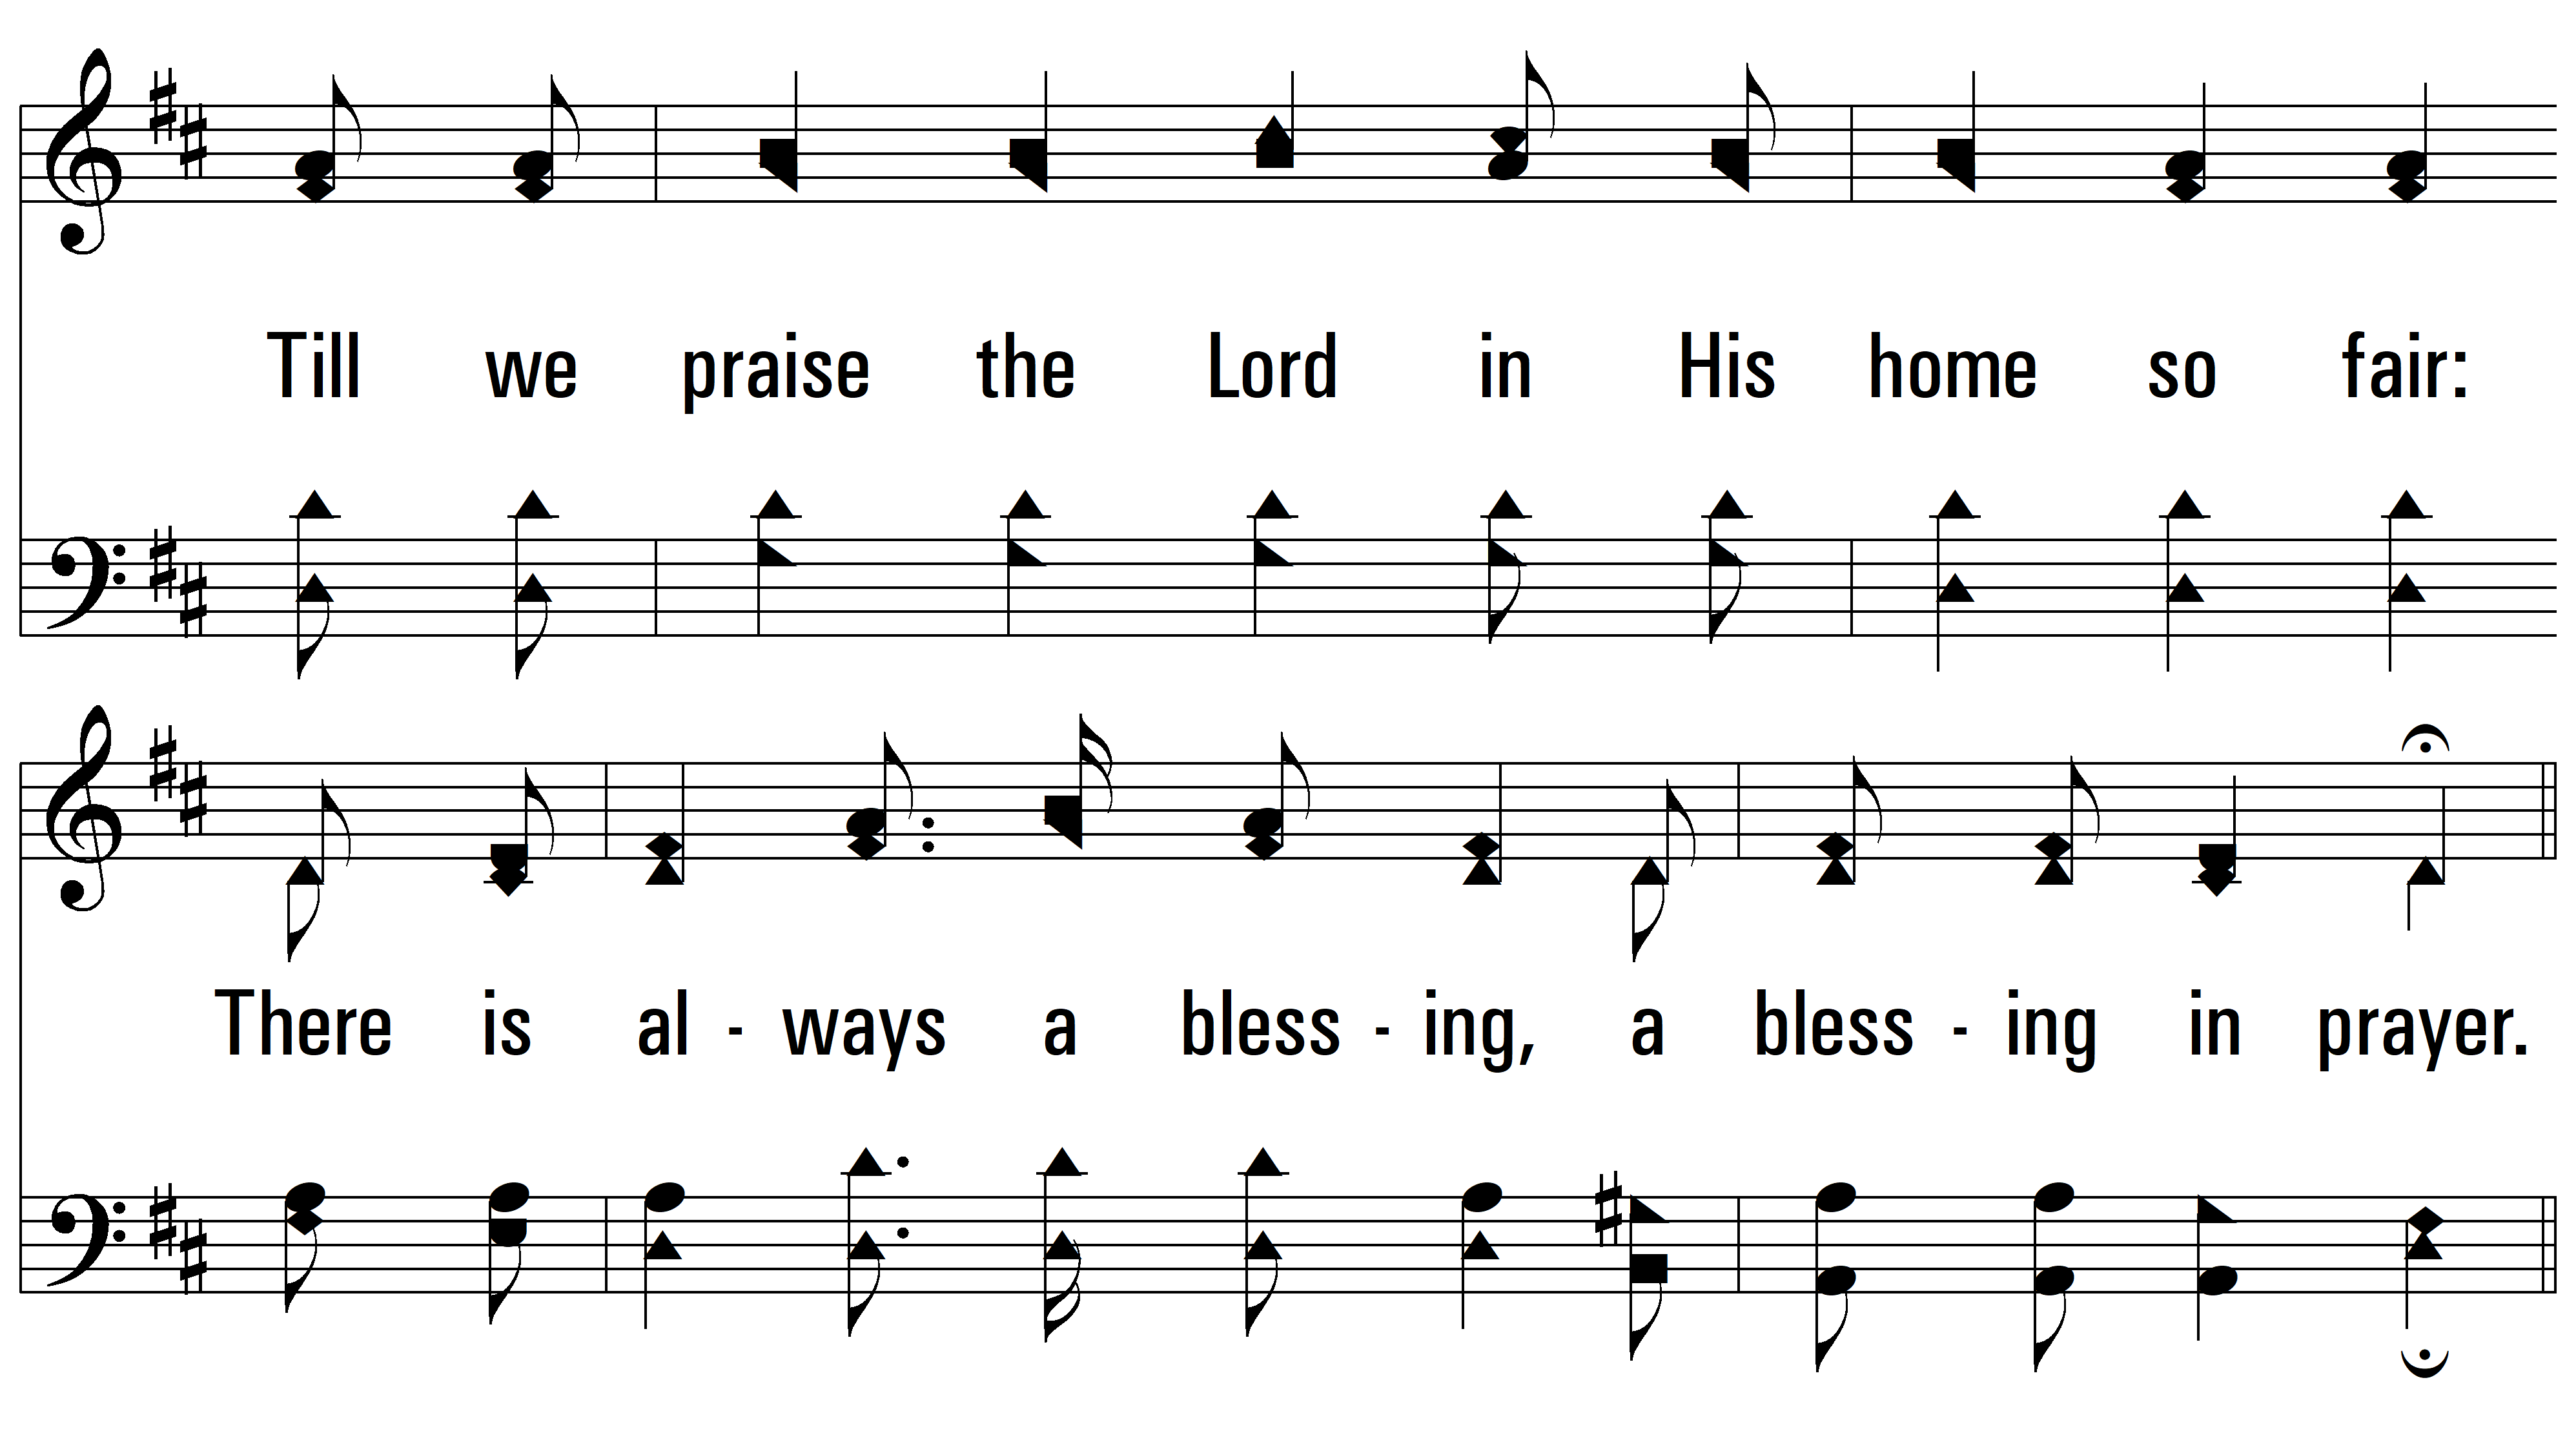 Till we praise the Lord in His home so fair:
There is al - ways a bless - ing, a bless - ing in prayer.